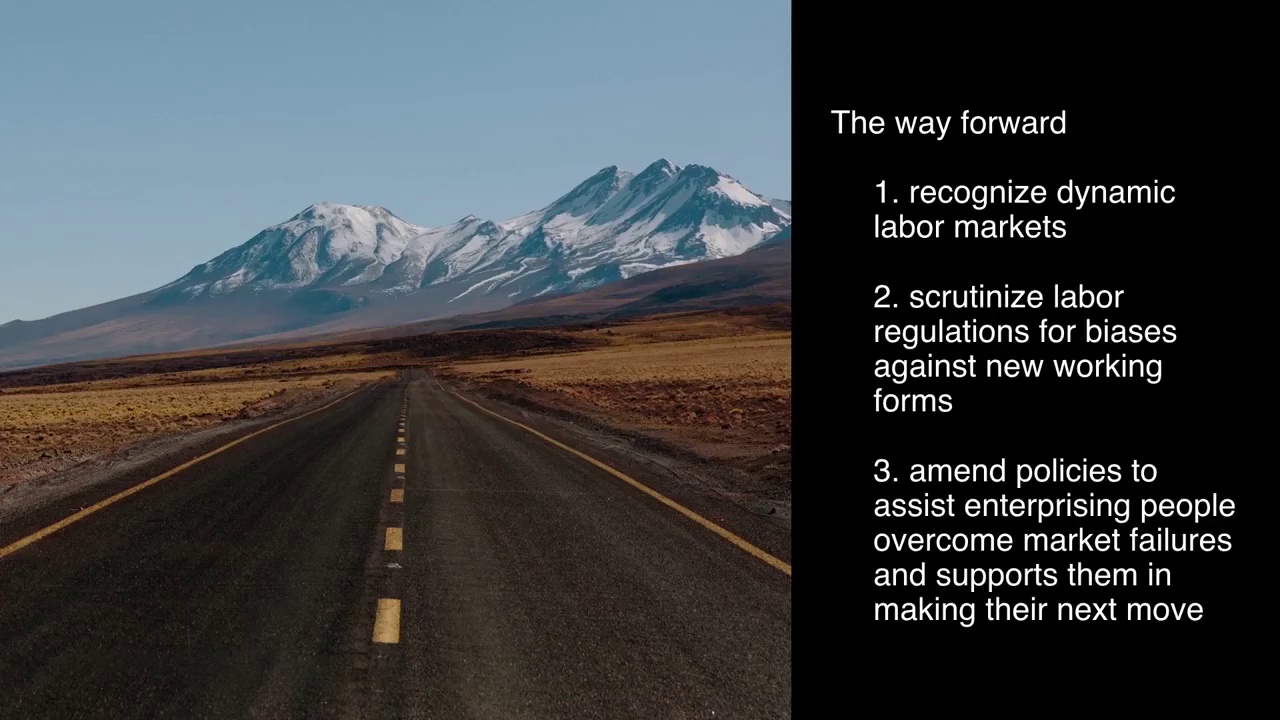 The way forward
1. recognize dynamic
labor markets
2. scrutinize labor
regulations for biases
against new working
forms
3. amend policies to
assist enterprising people
overcome market failures
and supports them in
making their next move